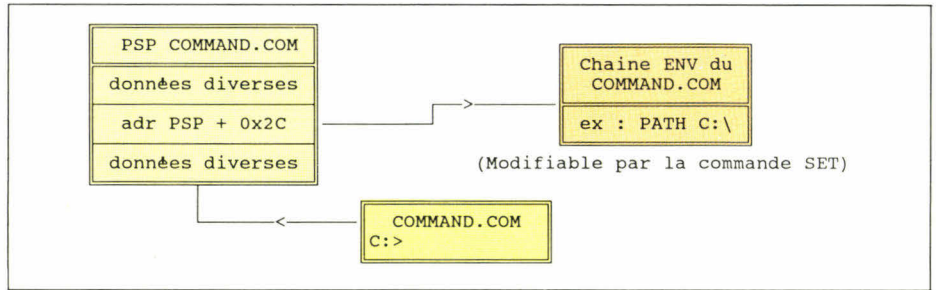 PSP COMMAND.COM
données diverses
adr PSP + 0x2C
données diverses
Chaine ENV du
COMMAND.COM
ex : PATH C:\
(Modifiable par la commande SET)
COMMAND.COM
C:>